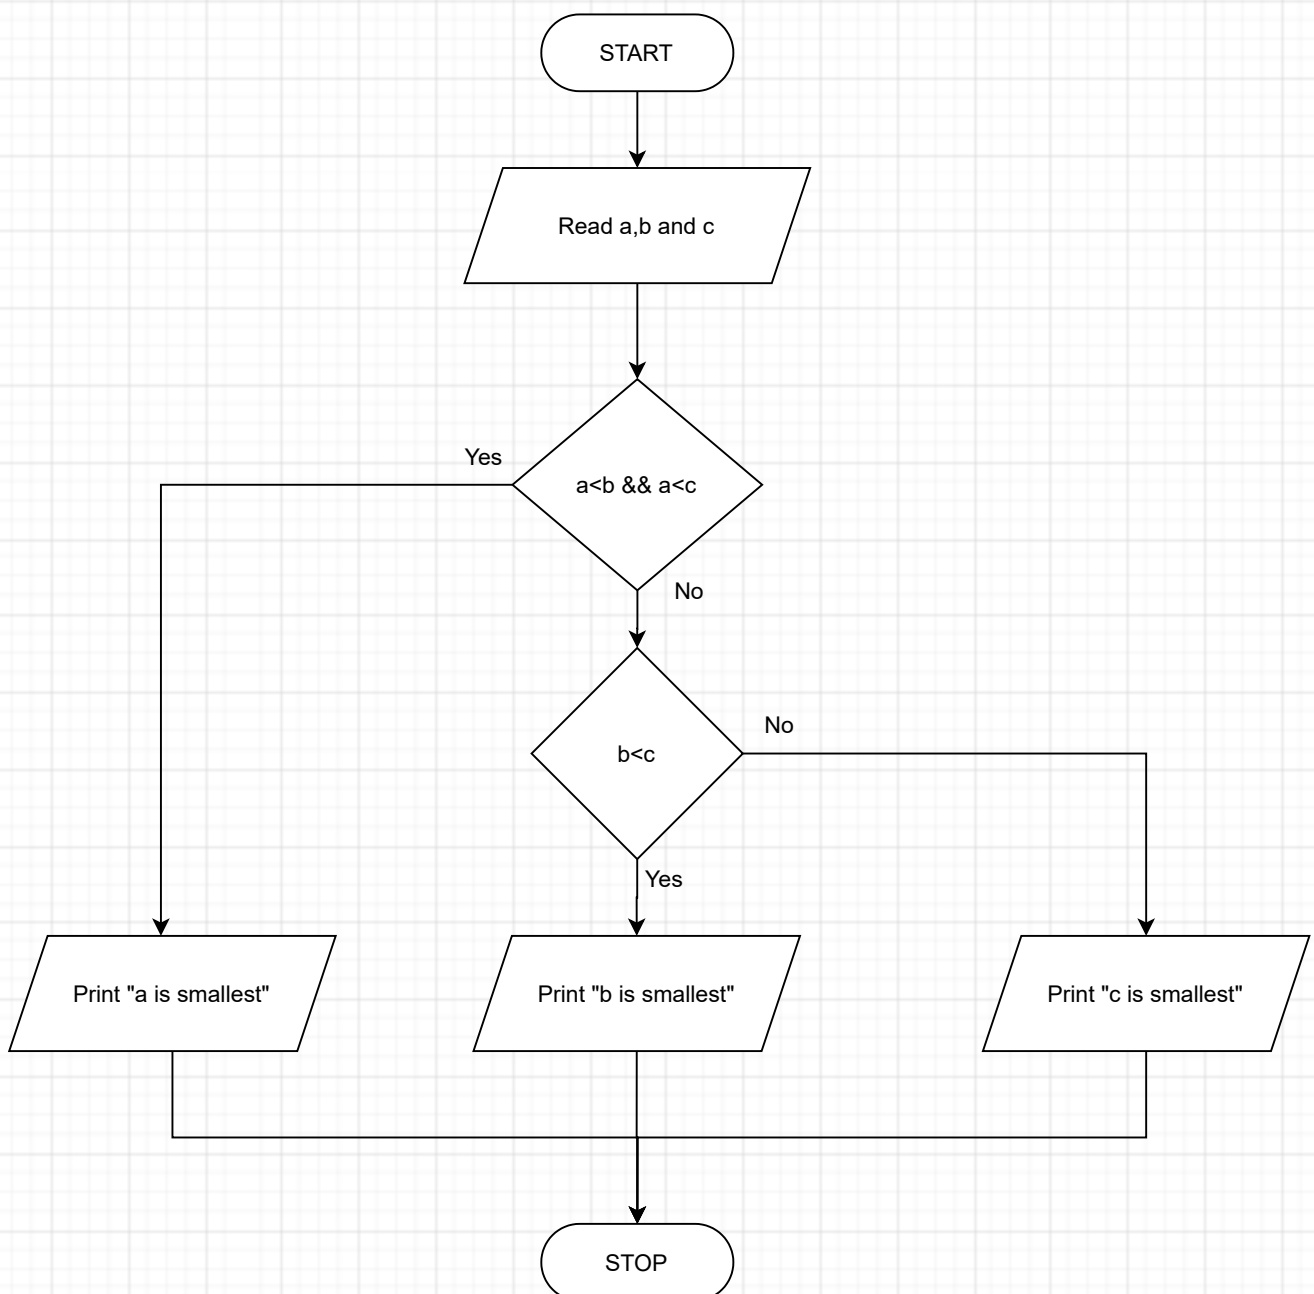 START
Read a,b and c
Yes
a<b && a<c
No
No
b<c
Yes
Print "a is smallest"
Print "b is smallest"
Print "c is smallest"
STOP